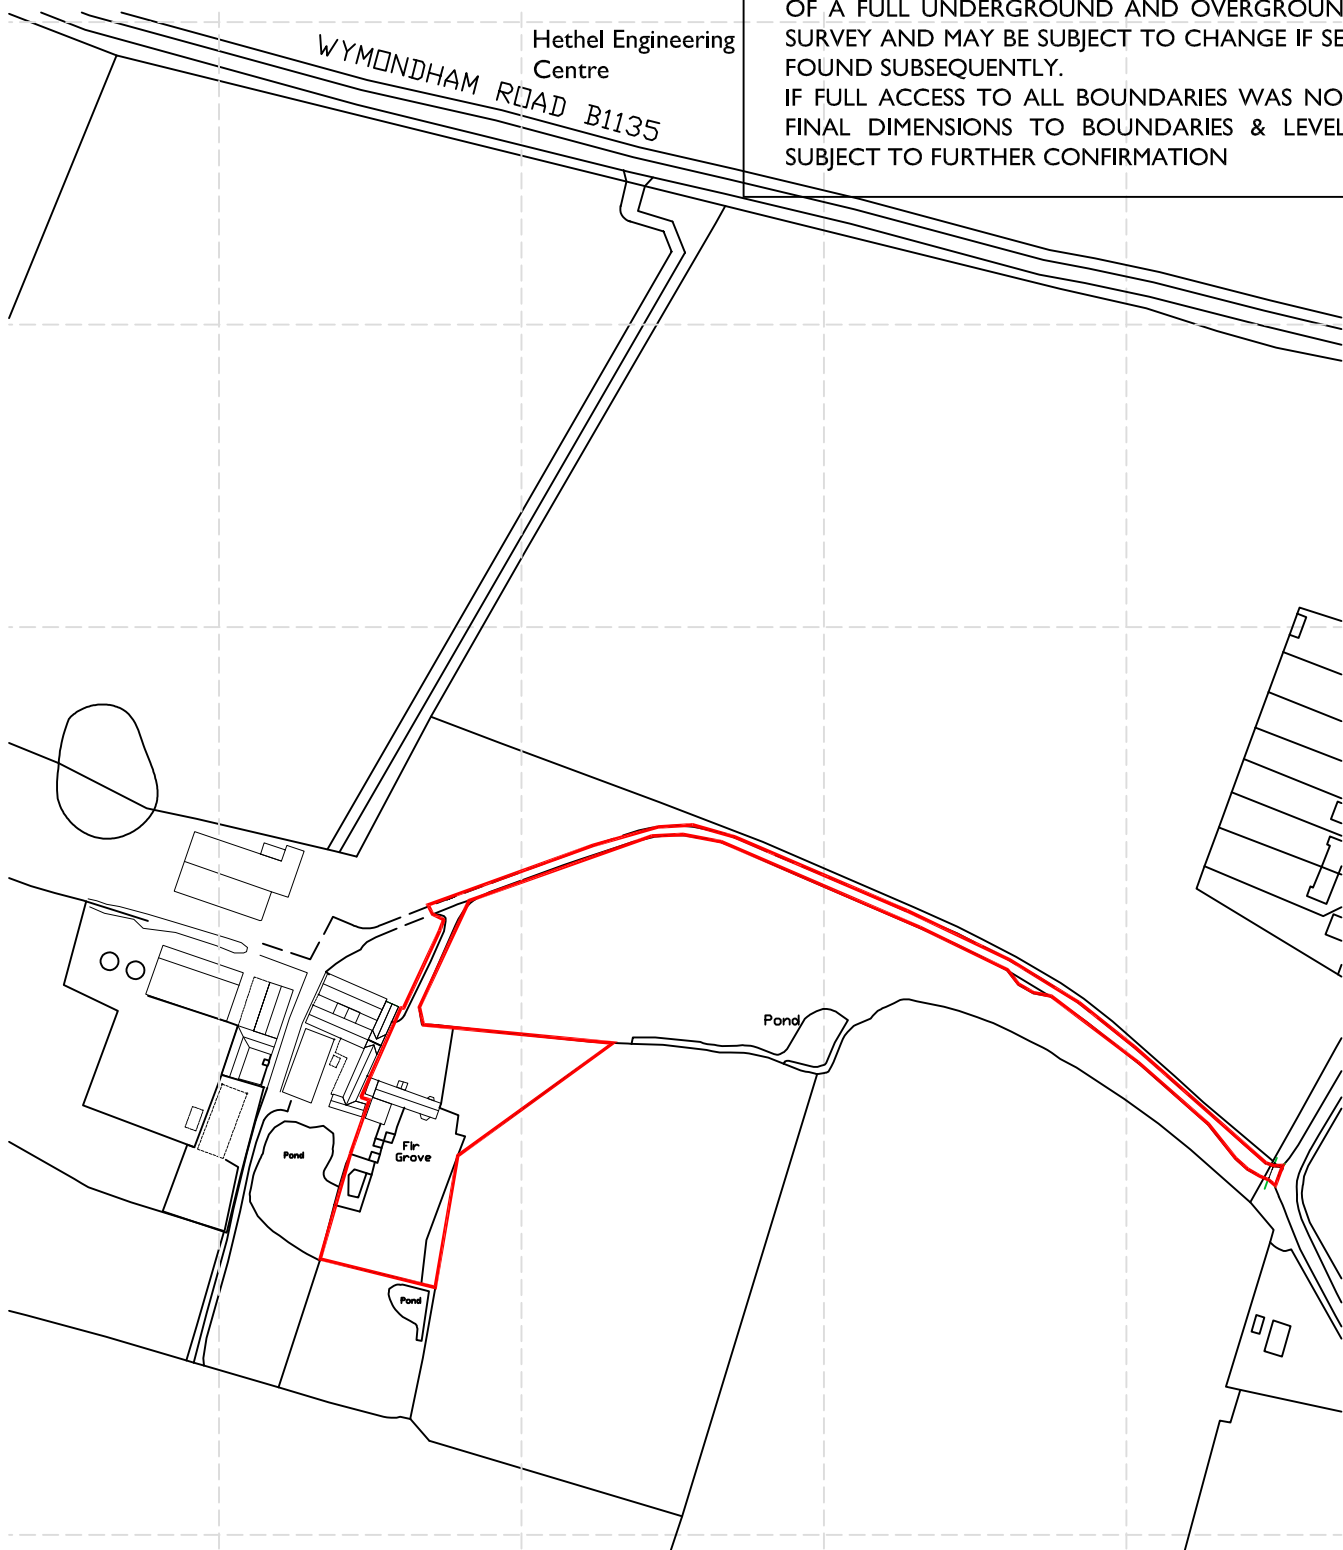 OF A FULL UNDERGROUND AND OVERGROUN
SURVEY AND MAY BE SUBJECT TO CHANGE IF SE
FOUND SUBSEQUENTLY.
IF FULL ACCESS TO ALL BOUNDARIES WAS NO
FINAL DIMENSIONS TO BOUNDARIES & LEVEL
SUBJECT TO FURTHER CONFIRMATION
Hethel Engineering
Centre
WYMONDHAM ROAD B1135
Pond
Fir
Grove
Pond
Pond